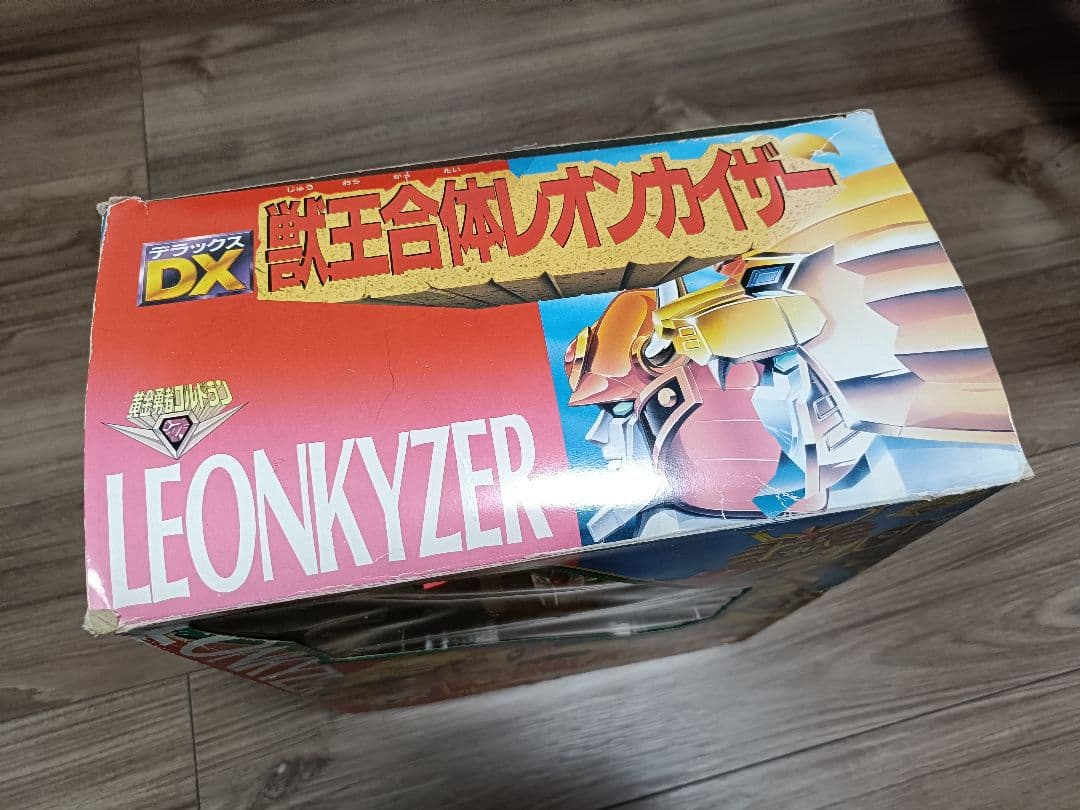 じゅう おう がっ たい
獣王合体レオンカイザー
デラックス
DX
黄金勇者ゴルドラン
LEONKYZER